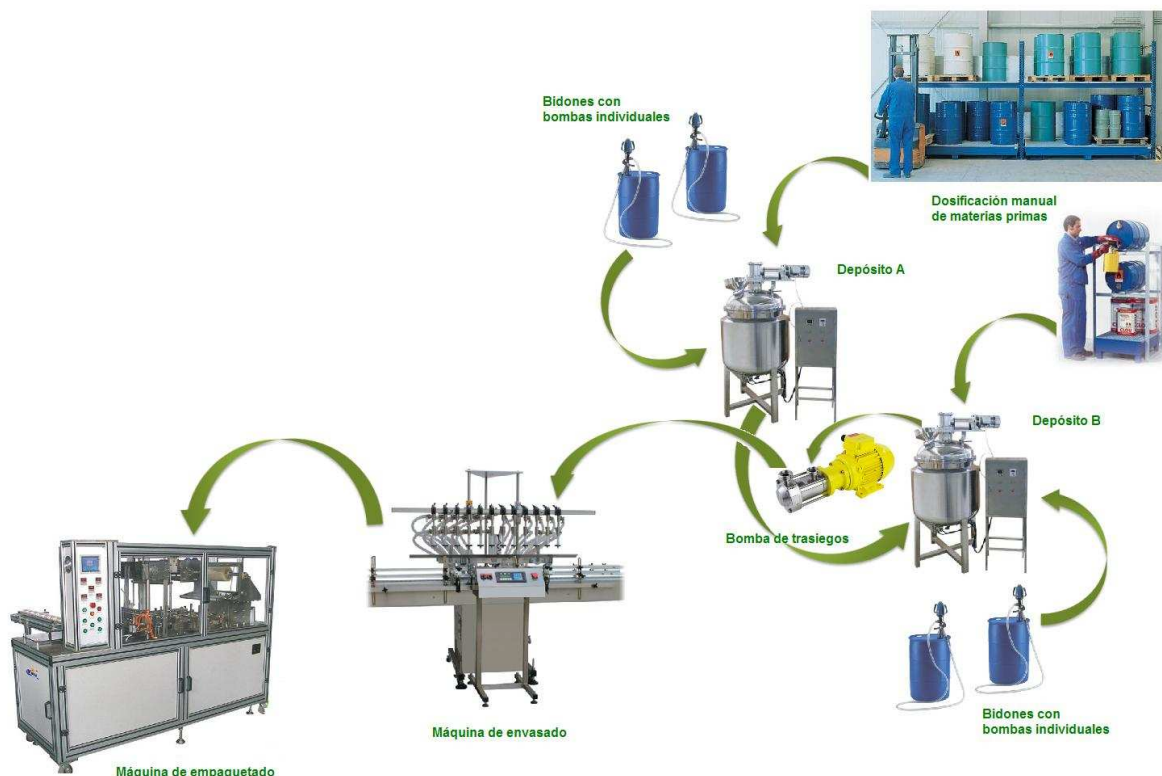 Bidones con
bombas individuales
Dosificación manual
de materias primas
Depósito A
Depósito B
Bomba de trasiegos
Bidones con
bombas individuales
Máquina de envasado
Máquina de empaquetado